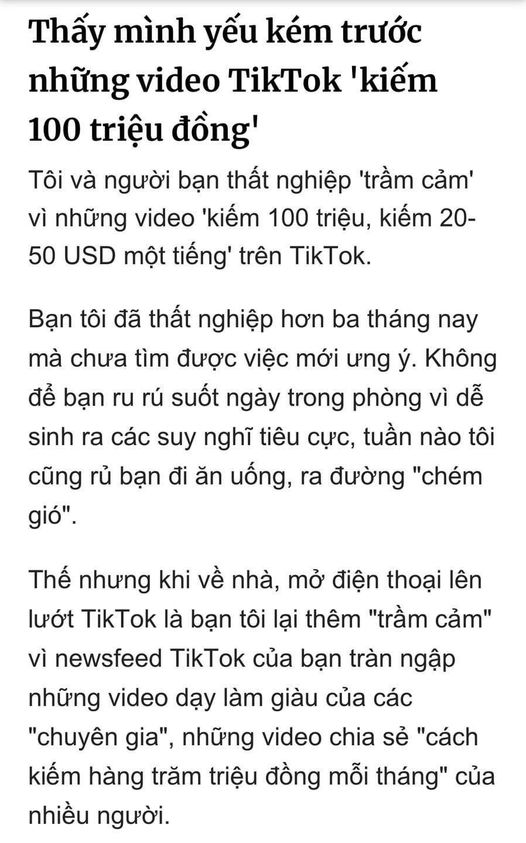 Thấy mình yếu kém trước
những video TikTok 'kiếm
100 triệu đồng'
Tôi và người bạn thất nghiệp 'trầm cảm'
vì những video 'kiếm 100 triệu, kiếm 20-
50 USD một tiếng' trên TikTok.
Bạn tôi đã thất nghiệp hơn ba tháng nay
mà chưa tìm được việc mới ưng ý. Không
để bạn ru rú suốt ngày trong phòng vì dễ
sinh ra các suy nghĩ tiêu cực, tuần nào tôi
cũng rủ bạn đi ăn uống, ra đường "chém
gió".
Thế nhưng khi về nhà, mở điện thoại lên
lướt TikTok là bạn tôi lại thêm "trầm cảm"
vì newsfeed TikTok của bạn tràn ngập
những video dạy làm giàu của các
"chuyên gia", những video chia sẻ "cách
kiếm hàng trăm triệu đồng mỗi tháng" của
nhiều người.